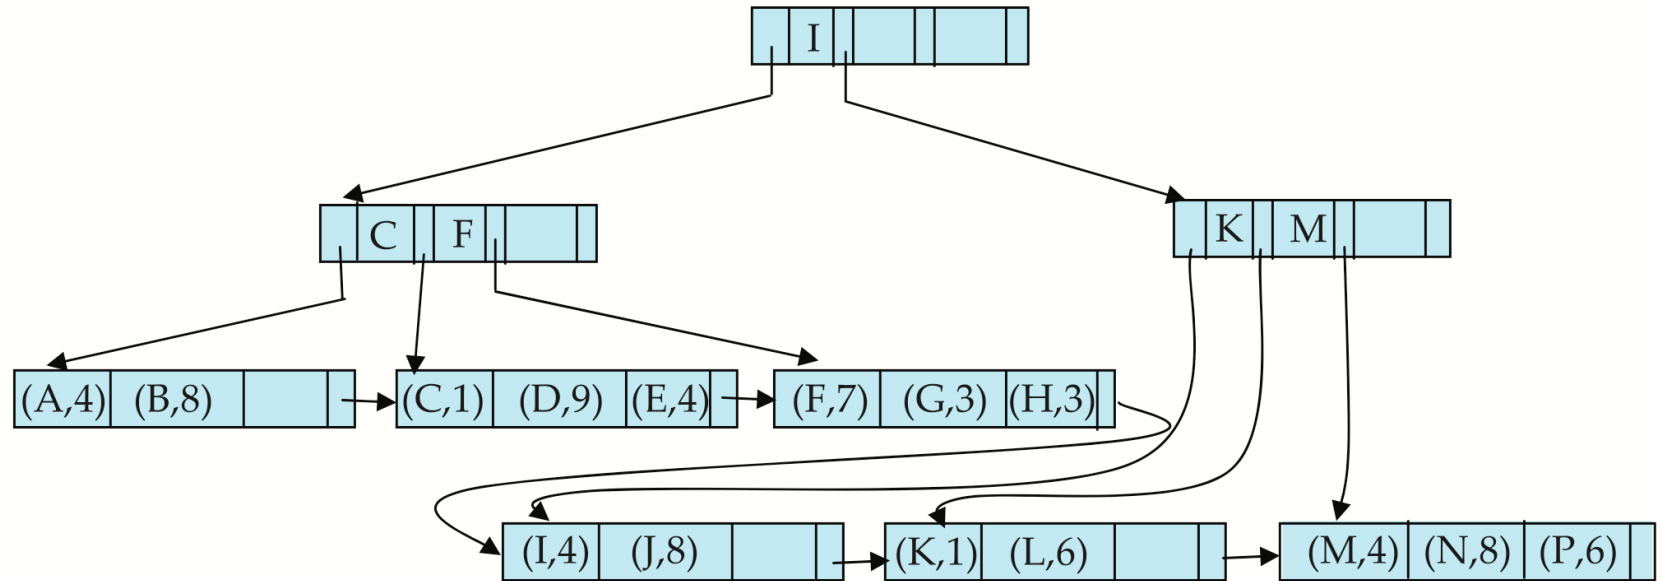 I
C F
K M
(A,4) (B,8) (C,1) (D,9) (E,4) (F,7) (G,3) (H,3)
(I,4) (J,8) (K,1) (L,6) (M,4) (N,8) (P,6)